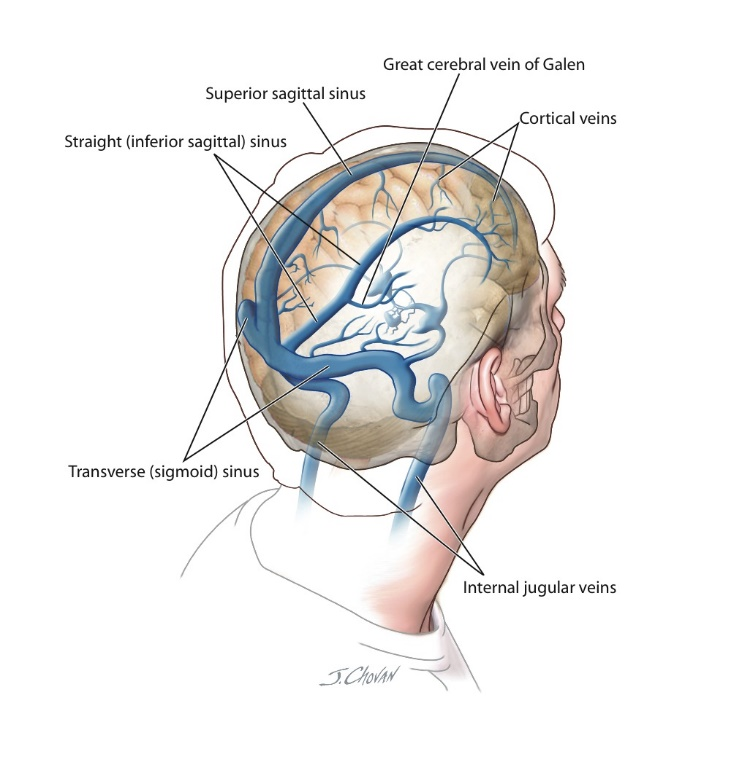 Great cerebral vein of Galen
Superior sagittal sinus
Cortical veins
Straight (inferior sagittal) sinus
Transverse (sigmoid) sinus
Internal jugular veins
J. CHOVAN